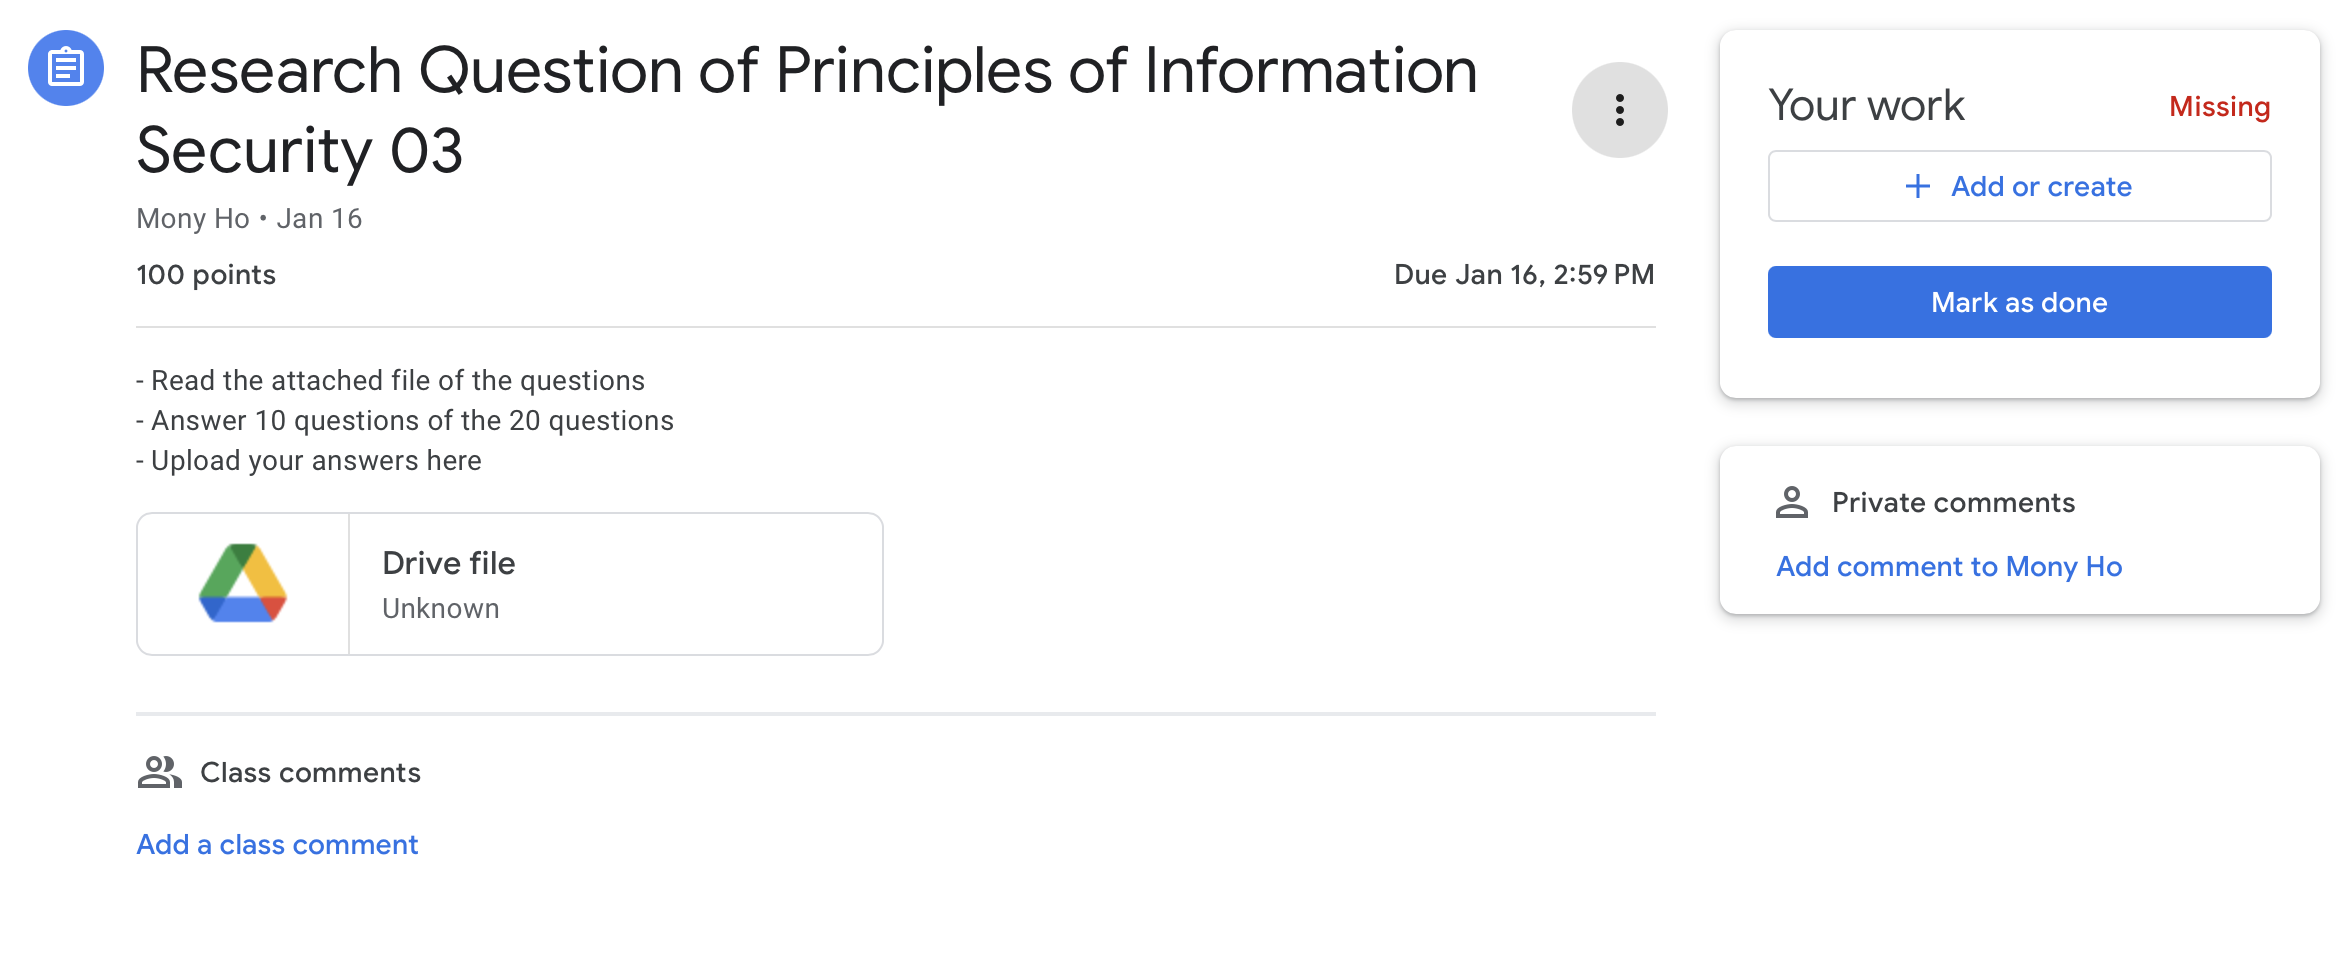 Research Question of Principles of Information
Security 03
Mony Ho • Jan 16
100 points
Due Jan 16, 2:59 PM
- Read the attached file of the questions
- Answer 10 questions of the 20 questions
- Upload your answers here
Drive file
Unknown
Class comments
Add a class comment
Your work
Missing
+ Add or create
Mark as done
Private comments
Add comment to Mony Ho